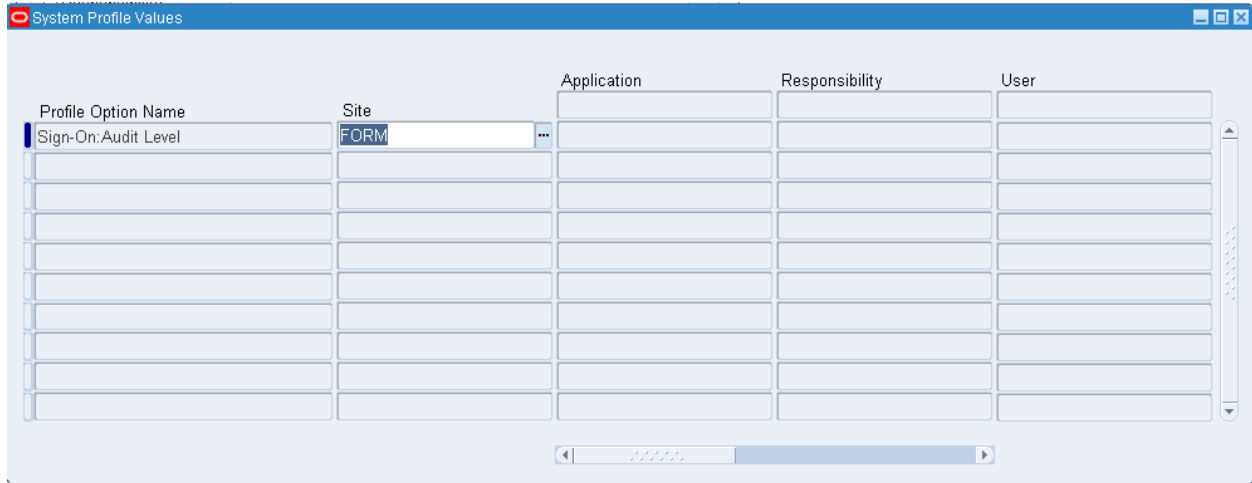 System Profile Values
Application Responsibility User
Profile Option Name Site
Sign-On:Audit Level FORM ...